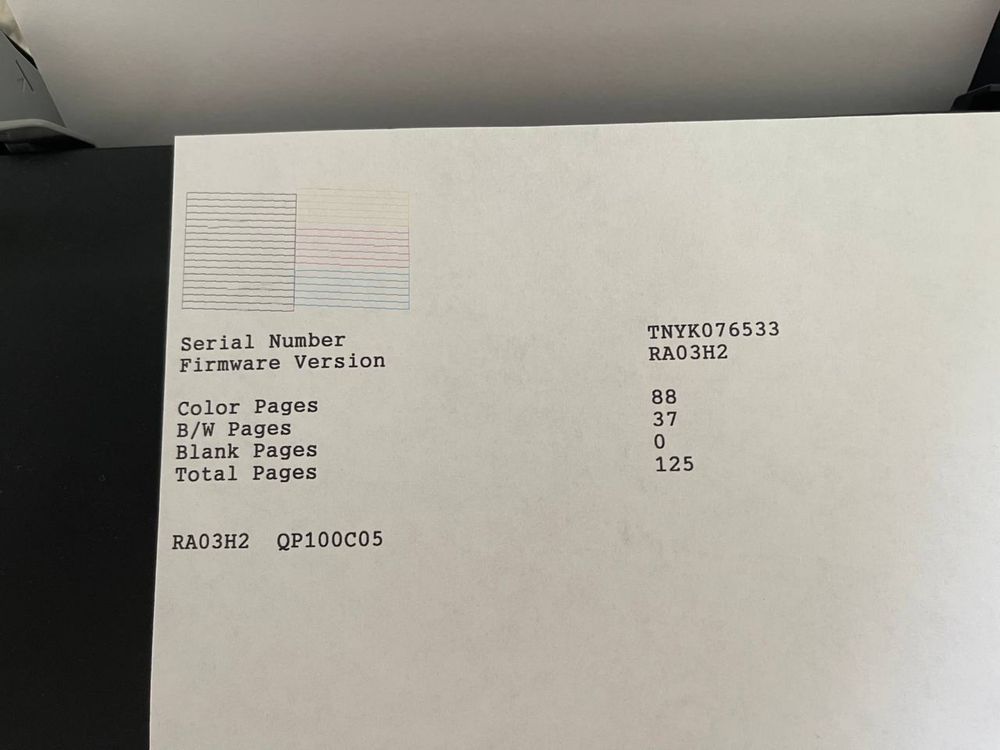 Serial Number TNYK076533
Firmware Version RA03H2
Color Pages 88
B/W Pages 37
Blank Pages 0
Total Pages 125
RA03H2 QP100C05